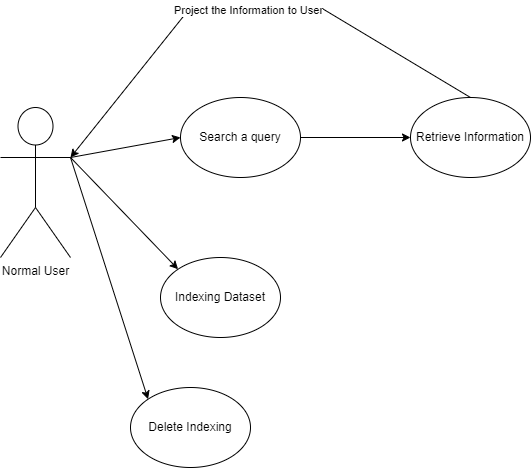 Project the Information to User
Search a query
Retrieve Information
Normal User
Indexing Dataset
Delete Indexing